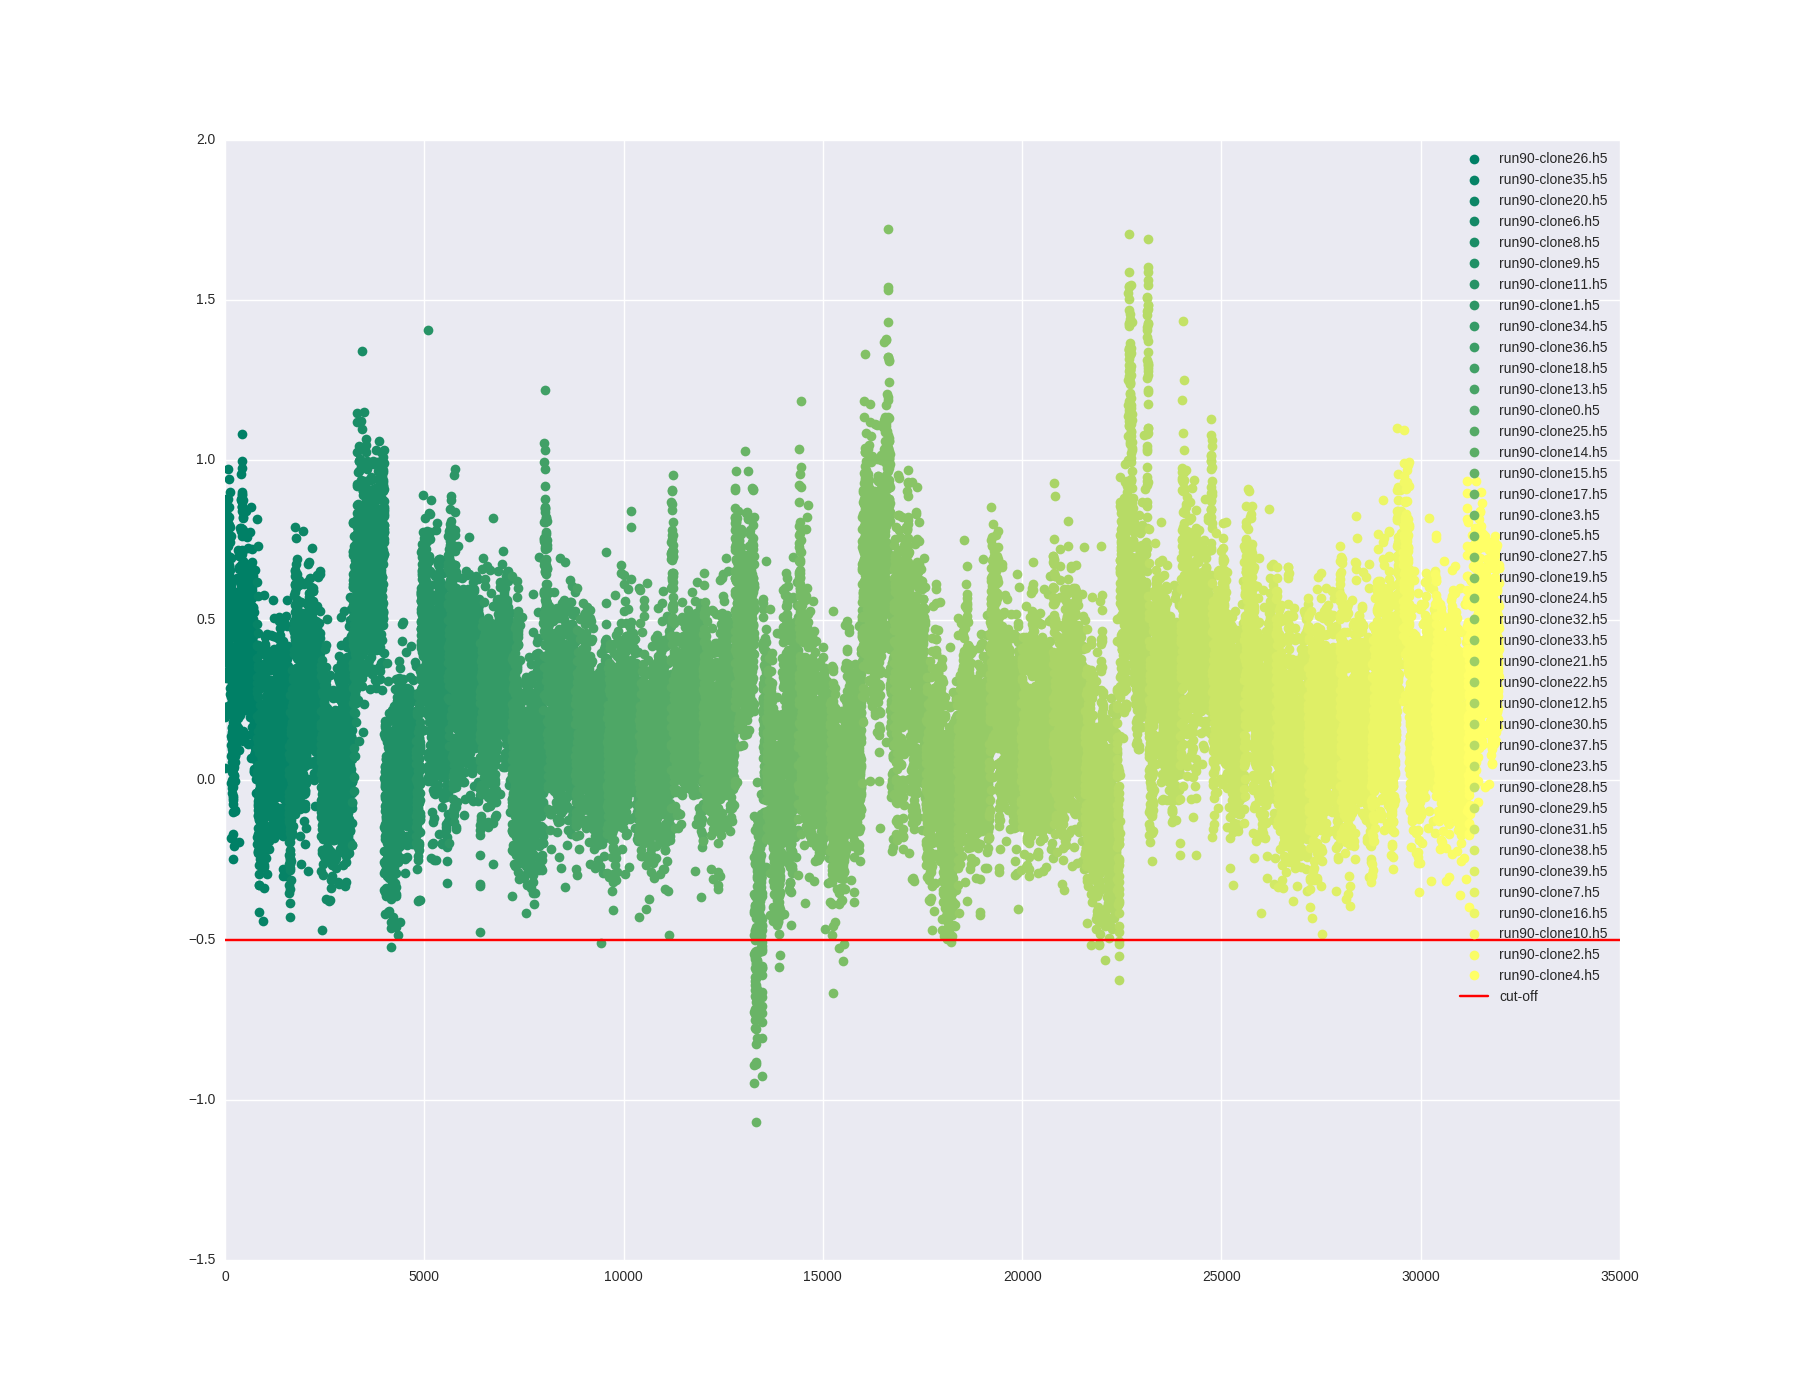 2.0
1.5
1.0
0.5
0.0
−0.5
−1.0
−1.5
0
5000
10000
15000
20000
25000
30000
35000
run90-clone26.h5
run90-clone35.h5
run90-clone20.h5
run90-clone6.h5
run90-clone8.h5
run90-clone9.h5
run90-clone11.h5
run90-clone1.h5
run90-clone34.h5
run90-clone36.h5
run90-clone18.h5
run90-clone13.h5
run90-clone0.h5
run90-clone25.h5
run90-clone14.h5
run90-clone15.h5
run90-clone17.h5
run90-clone3.h5
run90-clone5.h5
run90-clone27.h5
run90-clone19.h5
run90-clone24.h5
run90-clone32.h5
run90-clone33.h5
run90-clone21.h5
run90-clone22.h5
run90-clone12.h5
run90-clone30.h5
run90-clone37.h5
run90-clone23.h5
run90-clone28.h5
run90-clone29.h5
run90-clone31.h5
run90-clone38.h5
run90-clone39.h5
run90-clone7.h5
run90-clone16.h5
run90-clone10.h5
run90-clone2.h5
run90-clone4.h5
cut-off